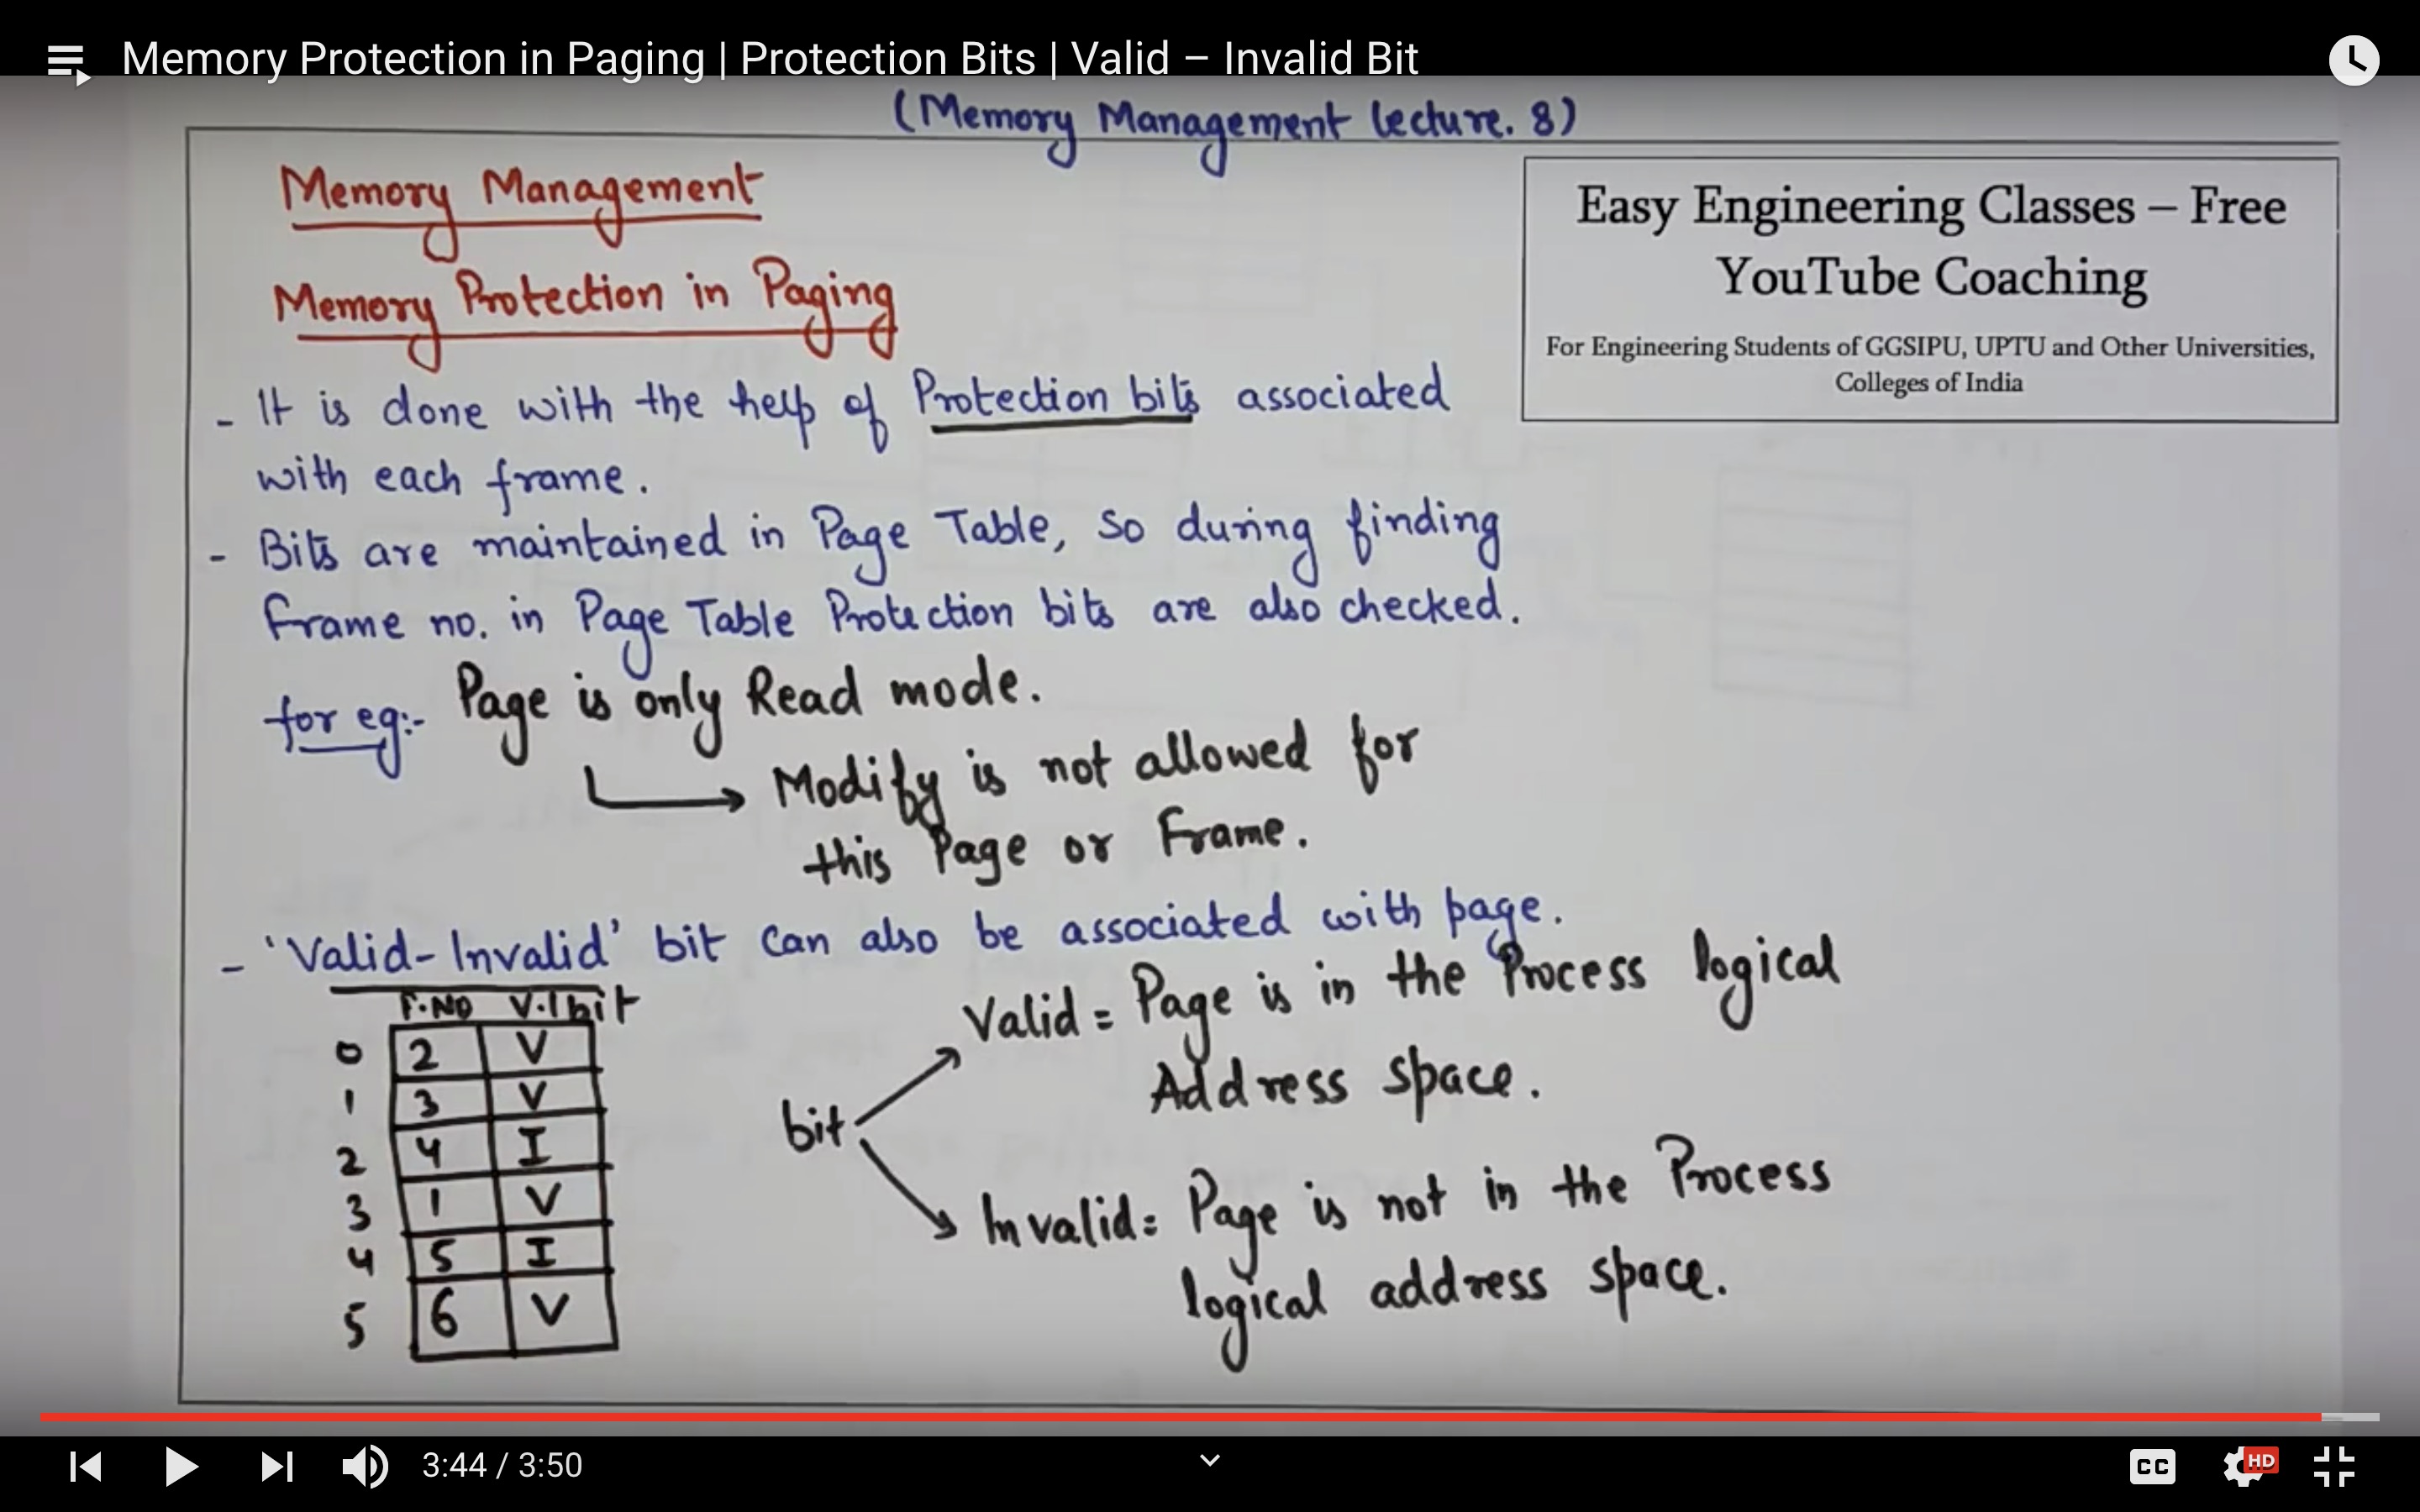 Memory Protection in Paging | Protection Bits | Valid – Invalid Bit
(Memory Management lecture. 8)
Easy Engineering Classes – Free
YouTube Coaching
For Engineering Students of GGSIPU, UPTU and Other Universities,
Colleges of India
Memory Management
Memory Protection in Paging
- It is done with the help of Protection bits associated
with each frame.
- Bits are maintained in Page Table, so during finding
frame no. in Page Table Protection bits are also checked.
for eg:- Page is only Read mode.
Modify is not allowed for
this Page or Frame.
- 'Valid-Invalid' bit can also be associated with page.
F.NO V.I bit
0 2 V
1 3 V
2 4 I
3 1 V
4 5 I
5 6 V
bit
Valid = Page is in the Process logical
Address space.
Invalid = Page is not in the Process
logical address space.
3:44 / 3:50
CC
HD